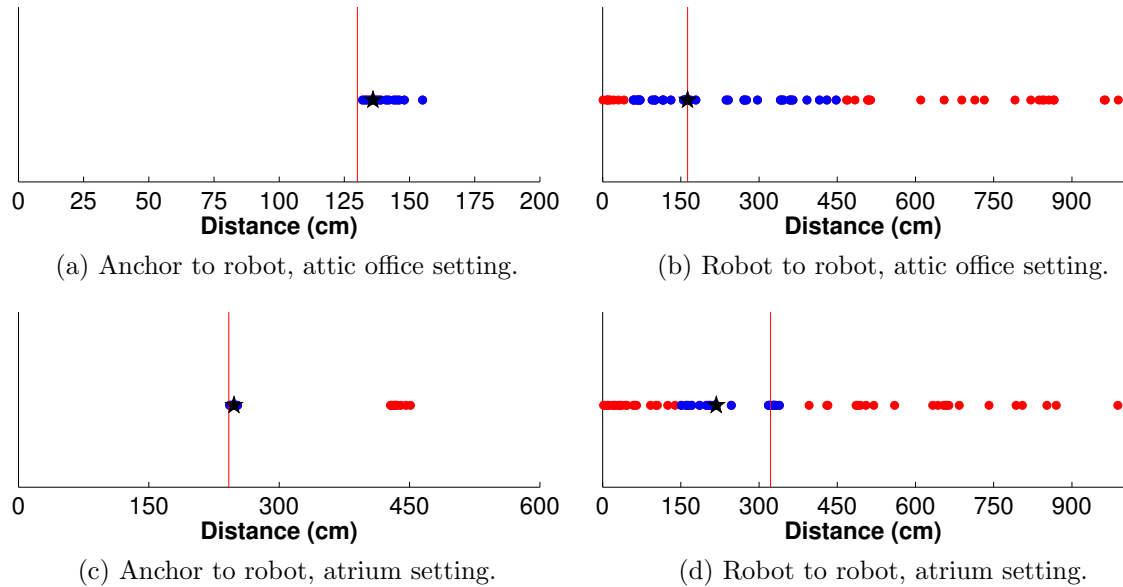 0 25 50 75 100 125 150 175 200
Distance (cm)
(a) Anchor to robot, attic office setting.
0 150 300 450 600 750 900
Distance (cm)
(b) Robot to robot, attic office setting.
0 150 300 450 600
Distance (cm)
(c) Anchor to robot, atrium setting.
0 150 300 450 600 750 900
Distance (cm)
(d) Robot to robot, atrium setting.